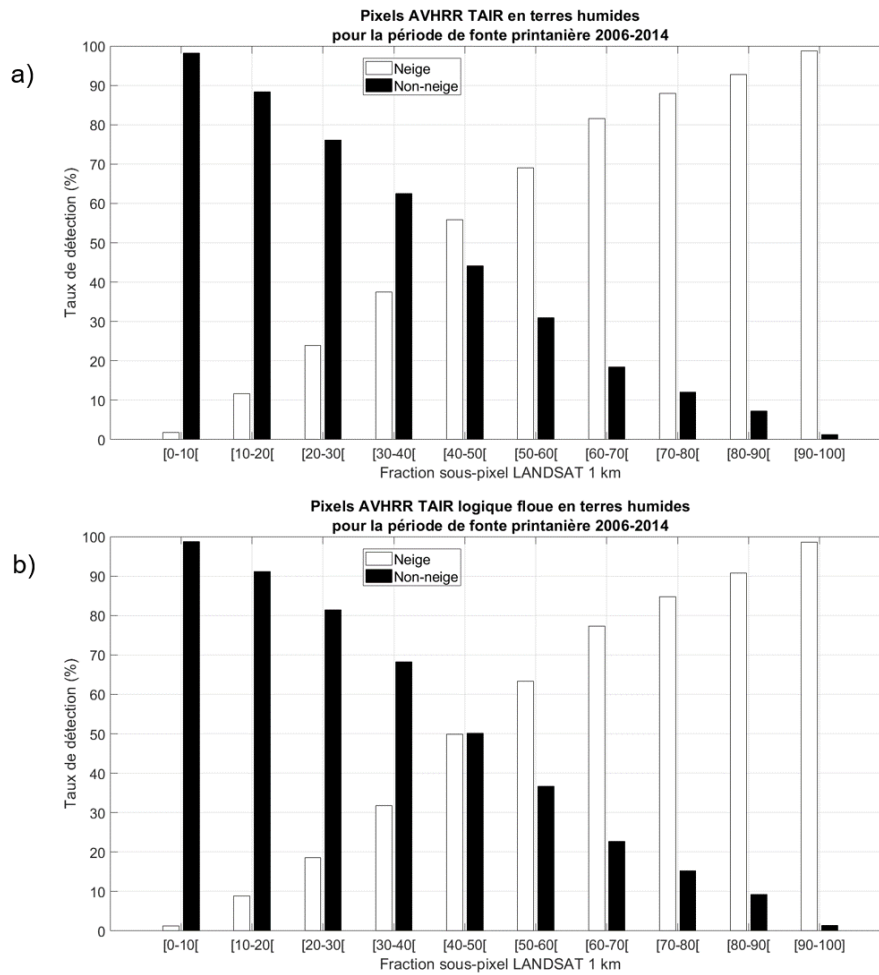 a)
Pixels AVHRR TAIR en terres humides
pour la période de fonte printanière 2006-2014
Neige
Non-neige
Taux de détection (%)
100
90
80
70
60
50
40
30
20
10
0
[0-10[ [10-20[ [20-30[ [30-40[ [40-50[ [50-60[ [60-70[ [70-80[ [80-90[ [90-100]
Fraction sous-pixel LANDSAT 1 km
b)
Pixels AVHRR TAIR logique floue en terres humides
pour la période de fonte printanière 2006-2014
Neige
Non-neige
Taux de détection (%)
100
90
80
70
60
50
40
30
20
10
0
[0-10[ [10-20[ [20-30[ [30-40[ [40-50[ [50-60[ [60-70[ [70-80[ [80-90[ [90-100]
Fraction sous-pixel LANDSAT 1 km